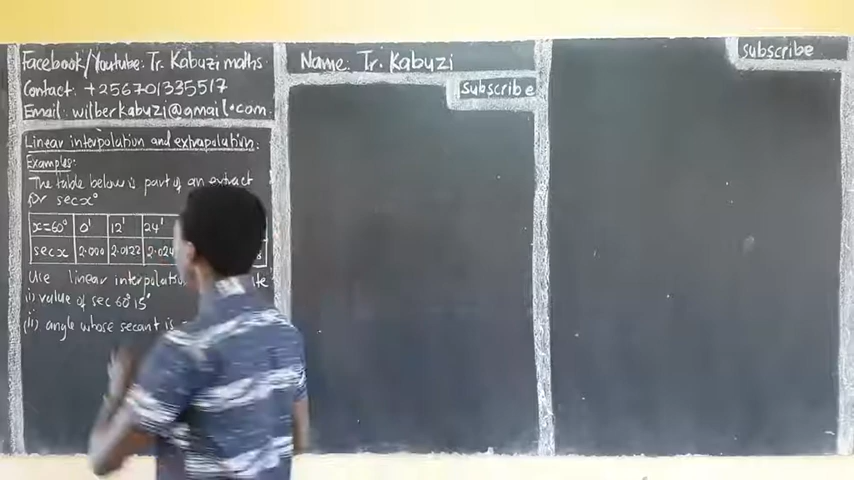 Facebook/Youtube: Tr. Kabuzi maths
Contact: +256701335517
Email: wilberkabuzi@gmail.com
Linear interpolation and extrapolation:
Examples:
The table below is part of an extract
for sec x°
x=60° 0' 12' 24'
sec x 2.000 2.0122 2.024
Use linear interpolat
(i) value of sec 60°15'
(ii) angle whose secant is
Name: Tr. Kabuzi
subscribe
subscribe